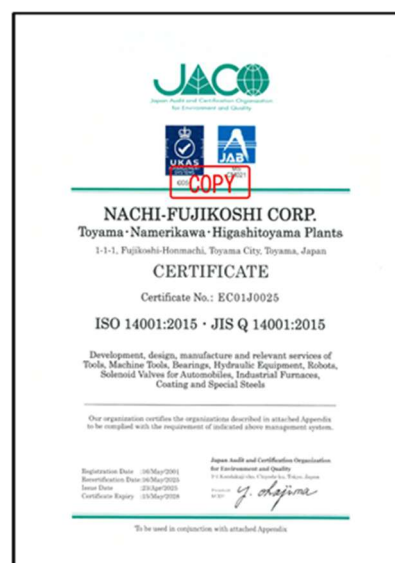 JACO
Japan Audit and Certification Organization
for Environment and Quality
UKAS
MANAGEMENT
SYSTEMS
JAB
CM021
COPY
NACHI-FUJIKOSHI CORP.
Toyama·Namerikawa·Higashitoyama Plants
1-1-1, Fujikoshi-Honmachi, Toyama City, Toyama, Japan
CERTIFICATE
Certificate No.: EC01J0025
ISO 14001:2015 · JIS Q 14001:2015
Development, design, manufacture and relevant services of
Tools, Machine Tools, Bearings, Hydraulic Equipment, Robots,
Solenoid Valves for Automobiles, Industrial Furnaces,
Coating and Special Steels
Our organization certifies the organizations described in attached Appendix
to be complied with the requirement of indicated above management system.
Japan Audit and Certification Organization
for Environment and Quality
Tokyo Japan
Registration Date :16/May/2001
Recertification Date:16/May/2025
Issue Date :23/Apr/2025
Certificate Expiry :15/May/2028
Y. Ohajima
To be used in conjunction with attached Appendix